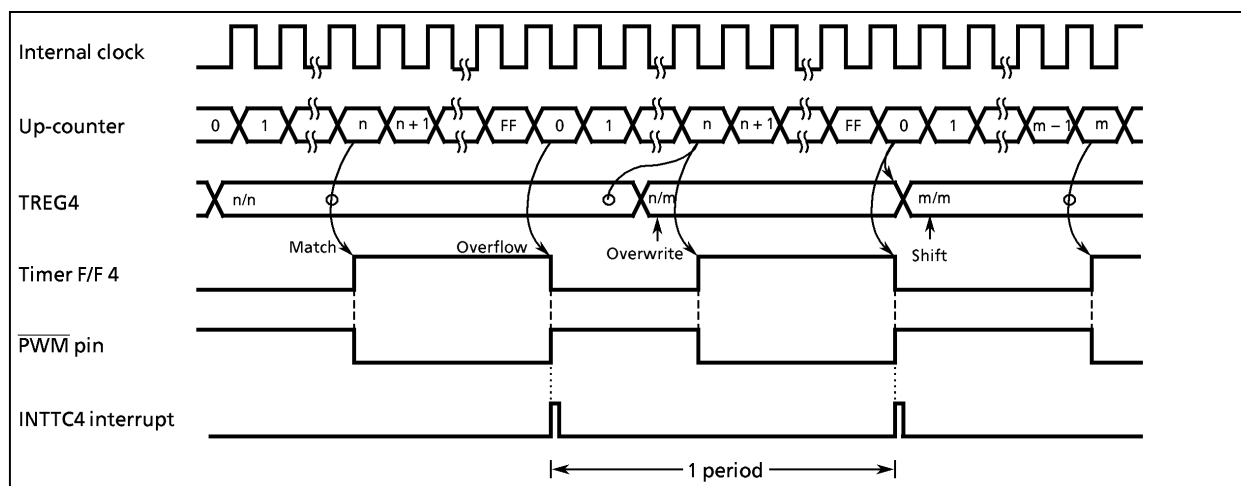 Internal clock
Up-counter 0 1 n n + 1 FF 0 1 n n + 1 FF 0 1 m − 1 m
TREG4 n/n n/m m/m
Match Overflow Overwrite Shift
Timer F/F 4
PWM pin
INTTC4 interrupt
1 period